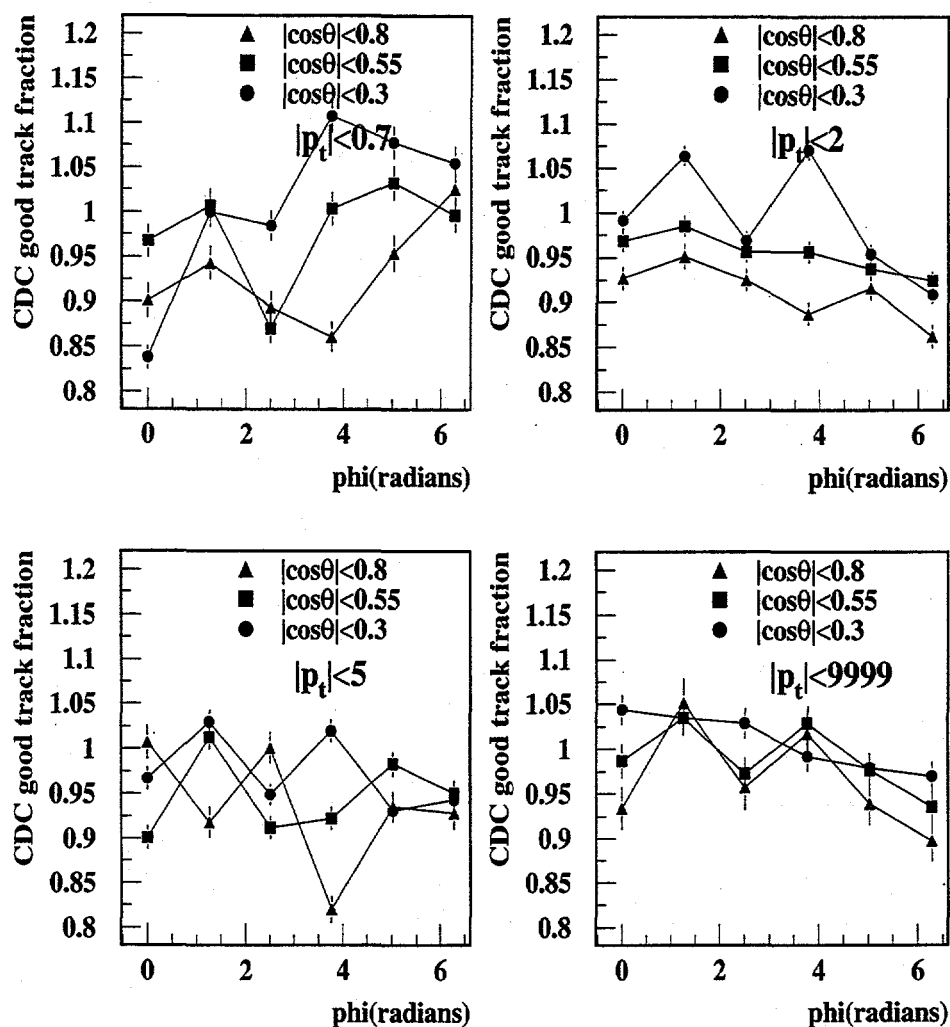 CDC good track fraction
1.2
1.15
1.1
1.05
1
0.95
0.9
0.85
0.8
|cosθ|<0.8
|cosθ|<0.55
|cosθ|<0.3
|p_t|<0.7
0 2 4 6
phi(radians)
CDC good track fraction
1.2
1.15
1.1
1.05
1
0.95
0.9
0.85
0.8
|cosθ|<0.8
|cosθ|<0.55
|cosθ|<0.3
|p_t|<2
0 2 4 6
phi(radians)
CDC good track fraction
1.2
1.15
1.1
1.05
1
0.95
0.9
0.85
0.8
|cosθ|<0.8
|cosθ|<0.55
|cosθ|<0.3
|p_t|<5
0 2 4 6
phi(radians)
CDC good track fraction
1.2
1.15
1.1
1.05
1
0.95
0.9
0.85
0.8
|cosθ|<0.8
|cosθ|<0.55
|cosθ|<0.3
|p_t|<9999
0 2 4 6
phi(radians)